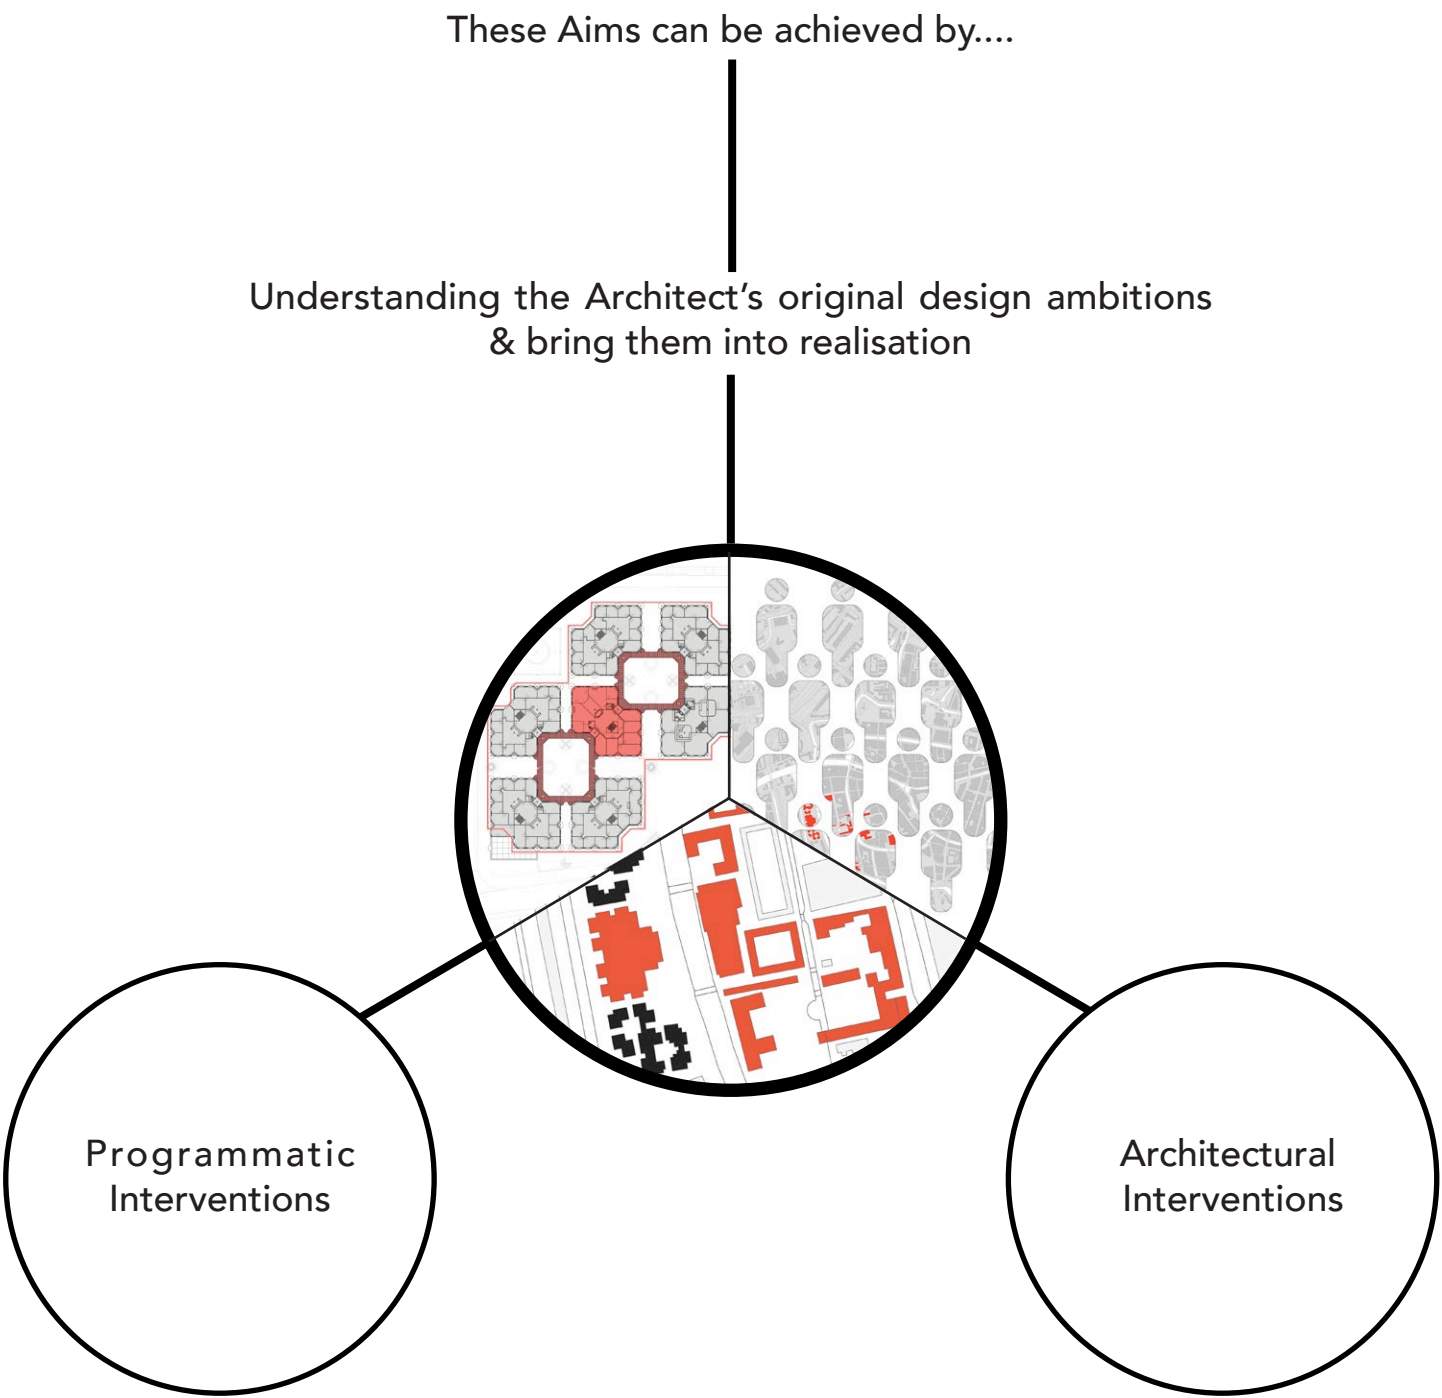 These Aims can be achieved by....
Understanding the Architect’s original design ambitions
& bring them into realisation
Programmatic
Interventions
Architectural
Interventions